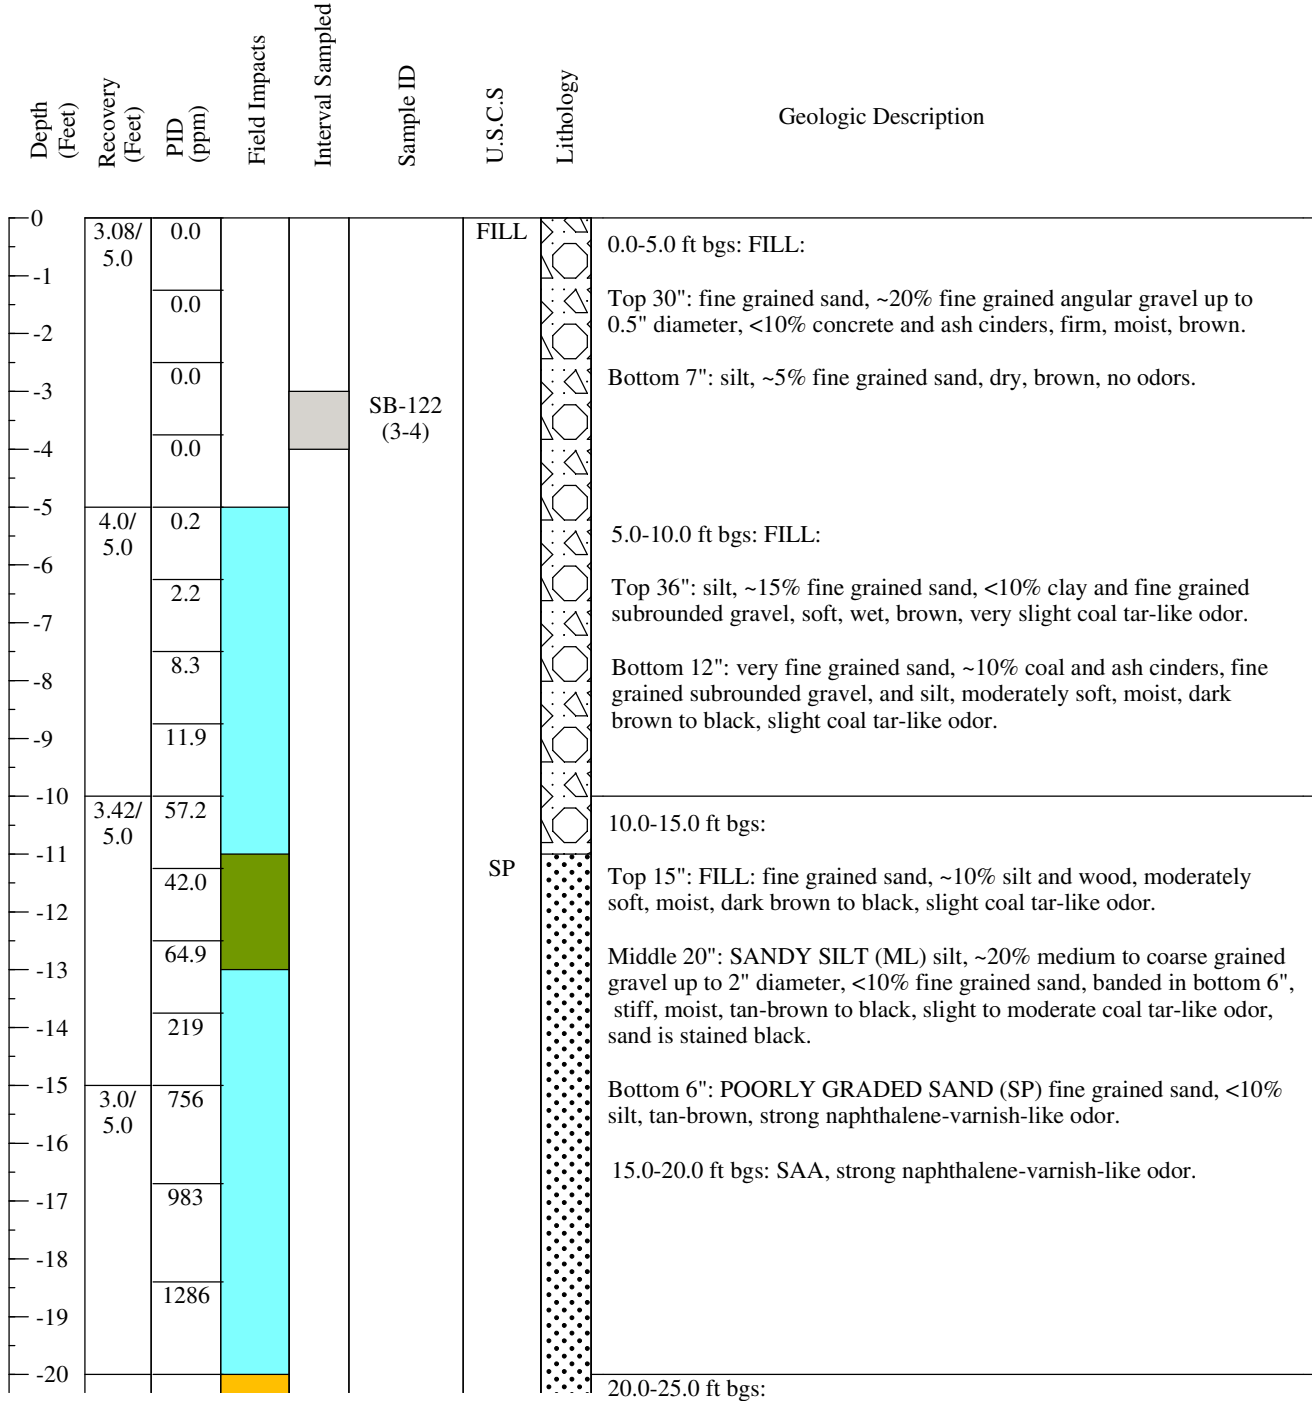 Depth
(Feet)
Recovery
(Feet)
PID
(ppm)
Field Impacts
Interval Sampled
Sample ID
U.S.C.S
Lithology
Geologic Description
0
-1
-2
-3
-4
-5
-6
-7
-8
-9
-10
-11
-12
-13
-14
-15
-16
-17
-18
-19
-20
3.08/
5.0
4.0/
5.0
3.42/
5.0
3.0/
5.0
0.0
0.0
0.0
0.0
0.2
2.2
8.3
11.9
57.2
42.0
64.9
219
756
983
1286
SB-122
(3-4)
FILL
SP
0.0-5.0 ft bgs: FILL:
Top 30": fine grained sand, ~20% fine grained angular gravel up to
0.5" diameter, <10% concrete and ash cinders, firm, moist, brown.
Bottom 7": silt, ~5% fine grained sand, dry, brown, no odors.
5.0-10.0 ft bgs: FILL:
Top 36": silt, ~15% fine grained sand, <10% clay and fine grained
subrounded gravel, soft, wet, brown, very slight coal tar-like odor.
Bottom 12": very fine grained sand, ~10% coal and ash cinders, fine
grained subrounded gravel, and silt, moderately soft, moist, dark
brown to black, slight coal tar-like odor.
10.0-15.0 ft bgs:
Top 15": FILL: fine grained sand, ~10% silt and wood, moderately
soft, moist, dark brown to black, slight coal tar-like odor.
Middle 20": SANDY SILT (ML) silt, ~20% medium to coarse grained
gravel up to 2" diameter, <10% fine grained sand, banded in bottom 6",
stiff, moist, tan-brown to black, slight to moderate coal tar-like odor,
sand is stained black.
Bottom 6": POORLY GRADED SAND (SP) fine grained sand, <10%
silt, tan-brown, strong naphthalene-varnish-like odor.
15.0-20.0 ft bgs: SAA, strong naphthalene-varnish-like odor.
20.0-25.0 ft bgs: